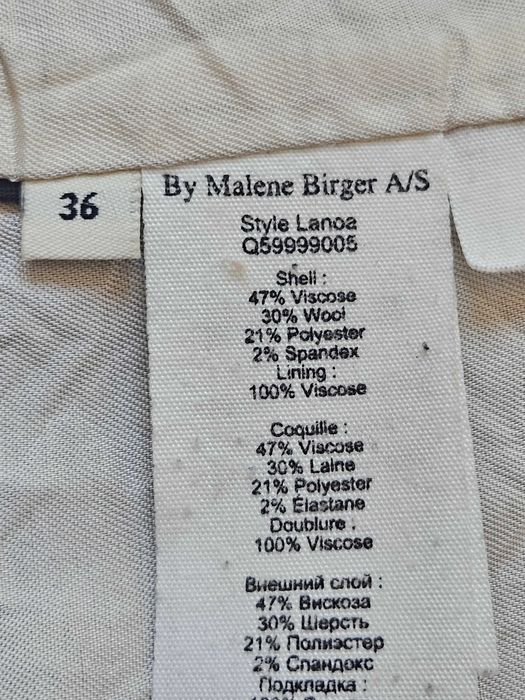 36
By Malene Birger A/S
Style Lanoa
Q59999005
Shell :
47% Viscose
30% Wool
21% Polyester
2% Spandex
Lining :
100% Viscose
Coquille :
47% Viscose
30% Laine
21% Polyester
2% Élastane
Doublure :
100% Viscose
Внешний слой :
47% Вискоза
30% Шерсть
21% Полиэстер
2% Спандокс
Подкладка :